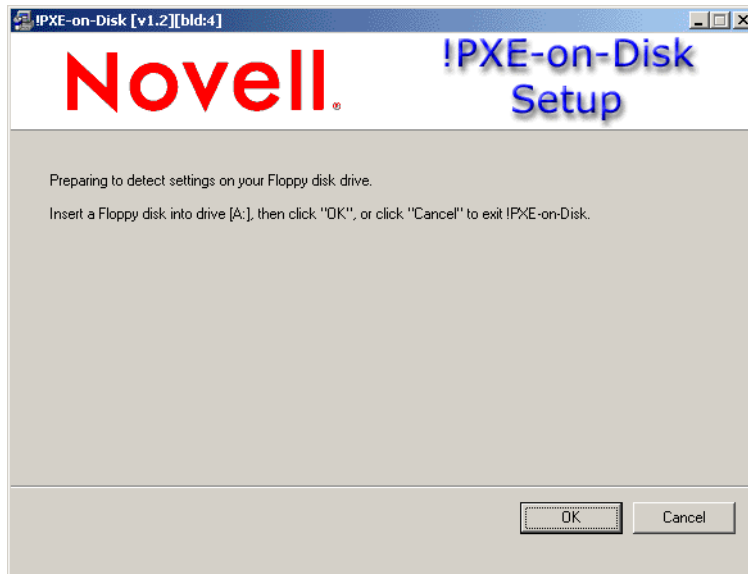 !PXE-on-Disk [v1.2][bld:4]
Novell®
!PXE-on-Disk
Setup
Preparing to detect settings on your Floppy disk drive.
Insert a Floppy disk into drive [A:], then click "OK", or click "Cancel" to exit !PXE-on-Disk.
OK
Cancel